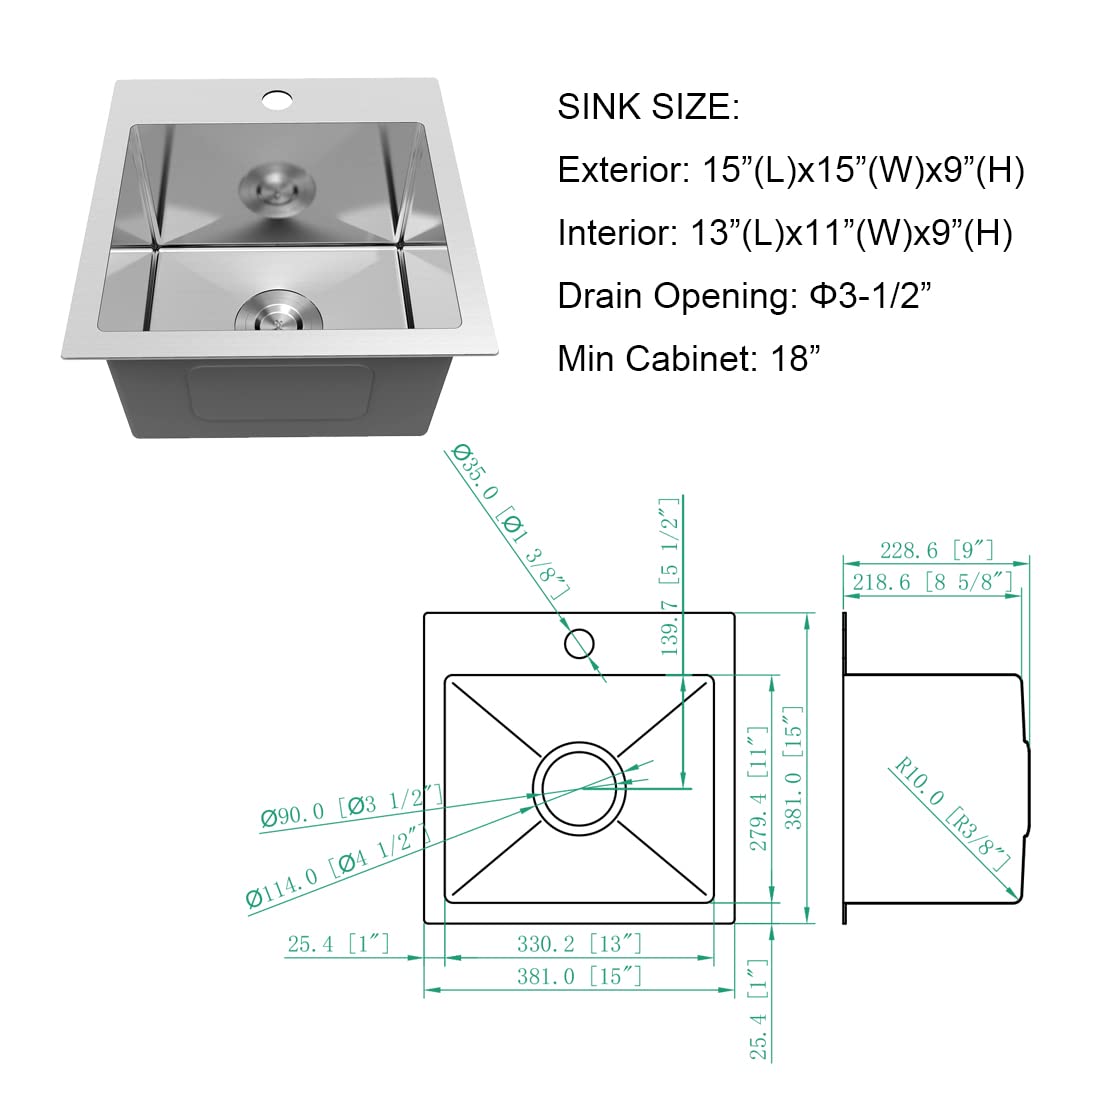 SINK SIZE:
Exterior: 15”(L)x15”(W)x9”(H)
Interior: 13”(L)x11”(W)x9”(H)
Drain Opening: Φ3-1/2”
Min Cabinet: 18”
Ø35.0 [Ø1 3/8″]
139.7 [5 1/2″]
228.6 [9″]
218.6 [8 5/8″]
Ø90.0 [Ø3 1/2″]
Ø114.0 [Ø4 1/2″]
279.4 [11″]
381.0 [15″]
R10.0 [R3/8″]
25.4 [1″]
330.2 [13″]
381.0 [15″]
25.4 [1″]